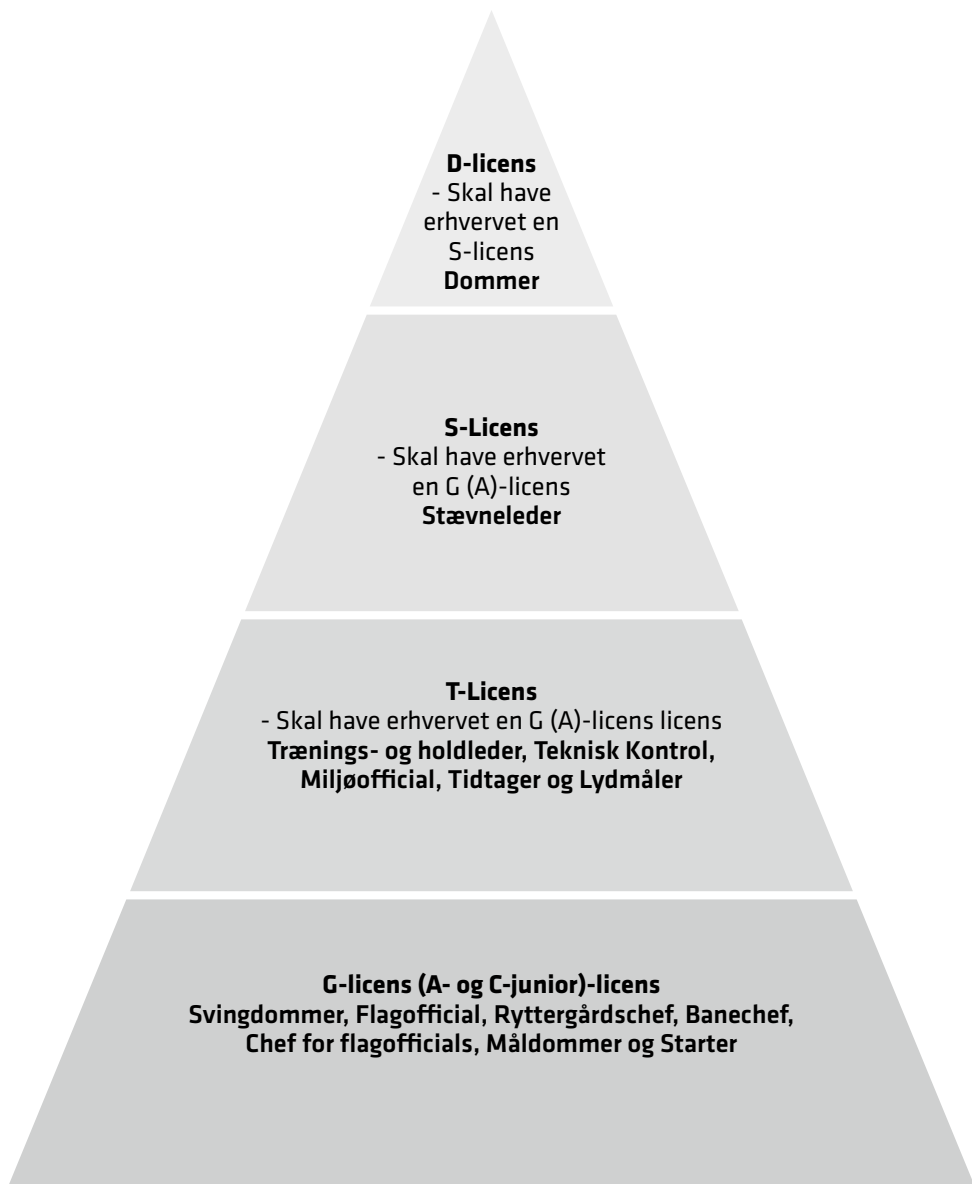 D-licens
- Skal have
erhvervet en
S-licens
Dommer
S-Licens
- Skal have erhvervet
en G (A)-licens
Stævneleder
T-Licens
- Skal have erhvervet en G (A)-licens licens
Trænings- og holdleder, Teknisk Kontrol,
Miljøofficial, Tidtager og Lydmåler
G-licens (A- og C-junior)-licens
Svingdommer, Flagofficial, Ryttergårdschef, Banechef,
Chef for flagofficials, Måldommer og Starter